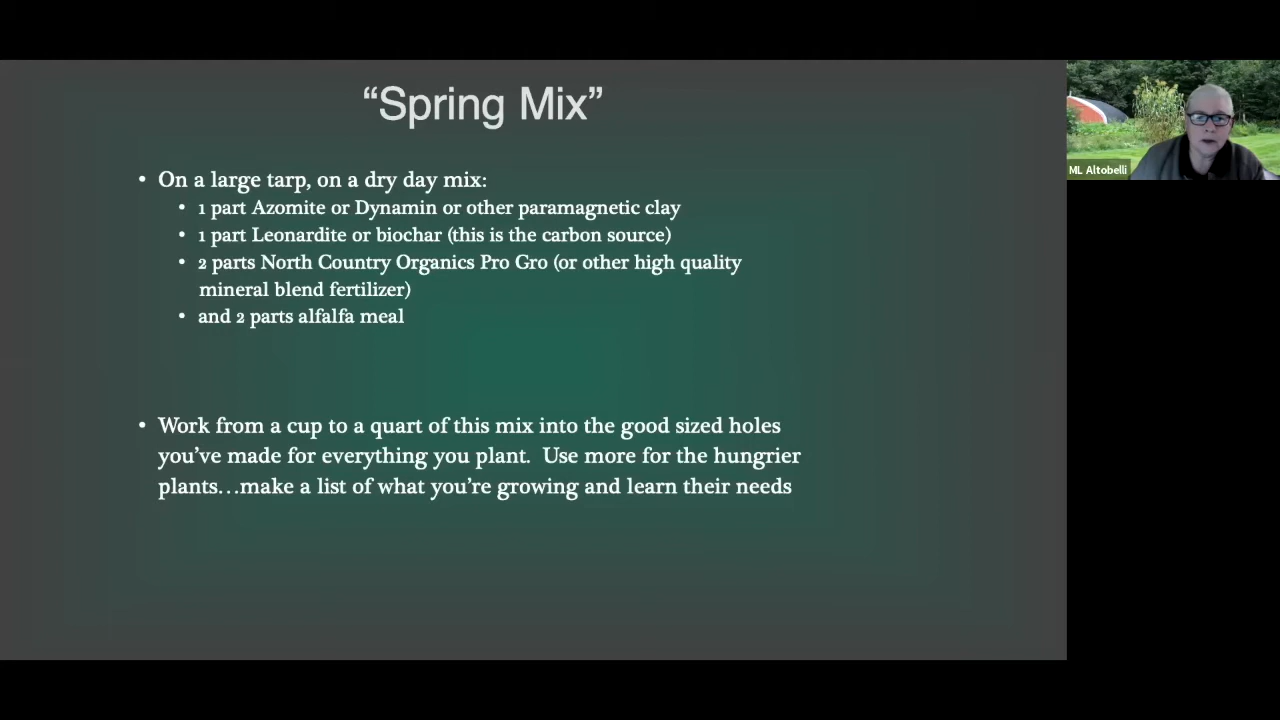 “Spring Mix”
• On a large tarp, on a dry day mix:
• 1 part Azomite or Dynamin or other paramagnetic clay
• 1 part Leonardite or biochar (this is the carbon source)
• 2 parts North Country Organics Pro Gro (or other high quality
mineral blend fertilizer)
• and 2 parts alfalfa meal
• Work from a cup to a quart of this mix into the good sized holes
you’ve made for everything you plant.  Use more for the hungrier
plants…make a list of what you’re growing and learn their needs
ML Altobelli